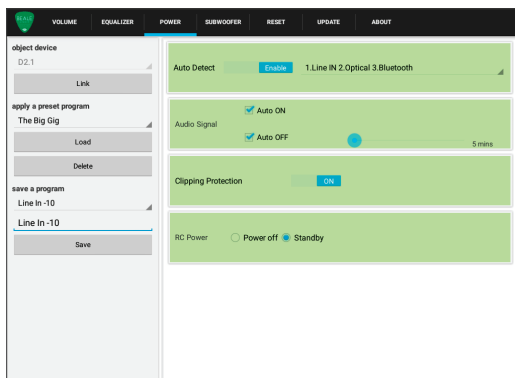 BEALE
VOLUME EQUALIZER POWER SUBWOOFER RESET UPDATE ABOUT
object device
D2.1
Link
apply a preset program
The Big Gig
Load
Delete
save a program
Line In -10
Line In -10
Save
Auto Detect Enable 1.Line IN 2.Optical 3.Bluetooth
Audio Signal
Auto ON
Auto OFF
5 mins
Clipping Protection ON
RC Power Power off Standby